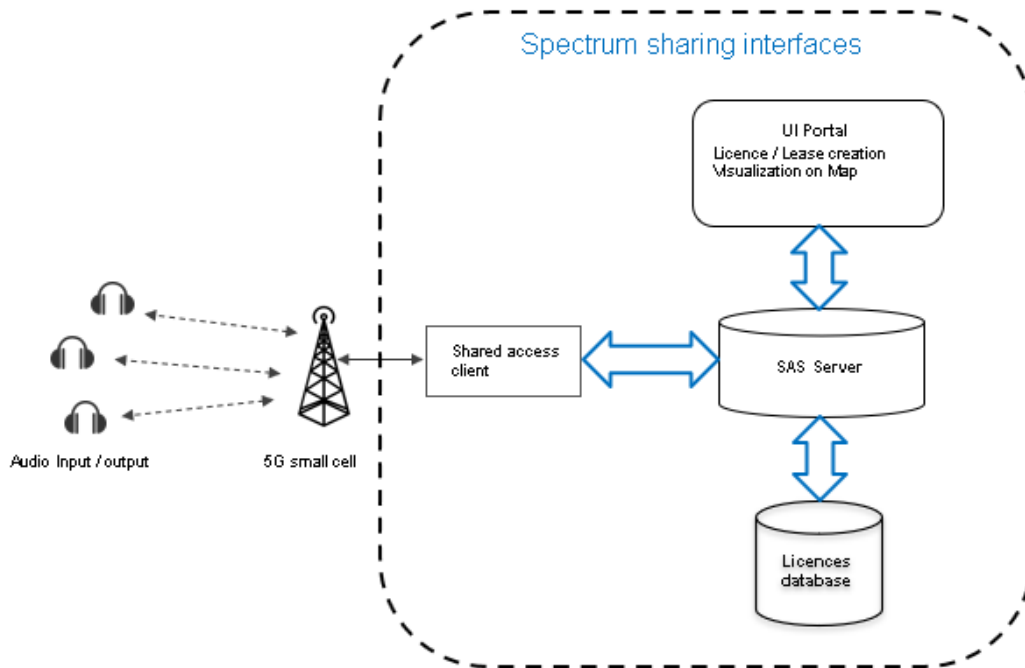 Spectrum sharing interfaces
UI Portal
Licence / Lease creation
Visualization on Map
Shared access
client
SAS Server
Audio Input / output
5G small cell
Licences
database